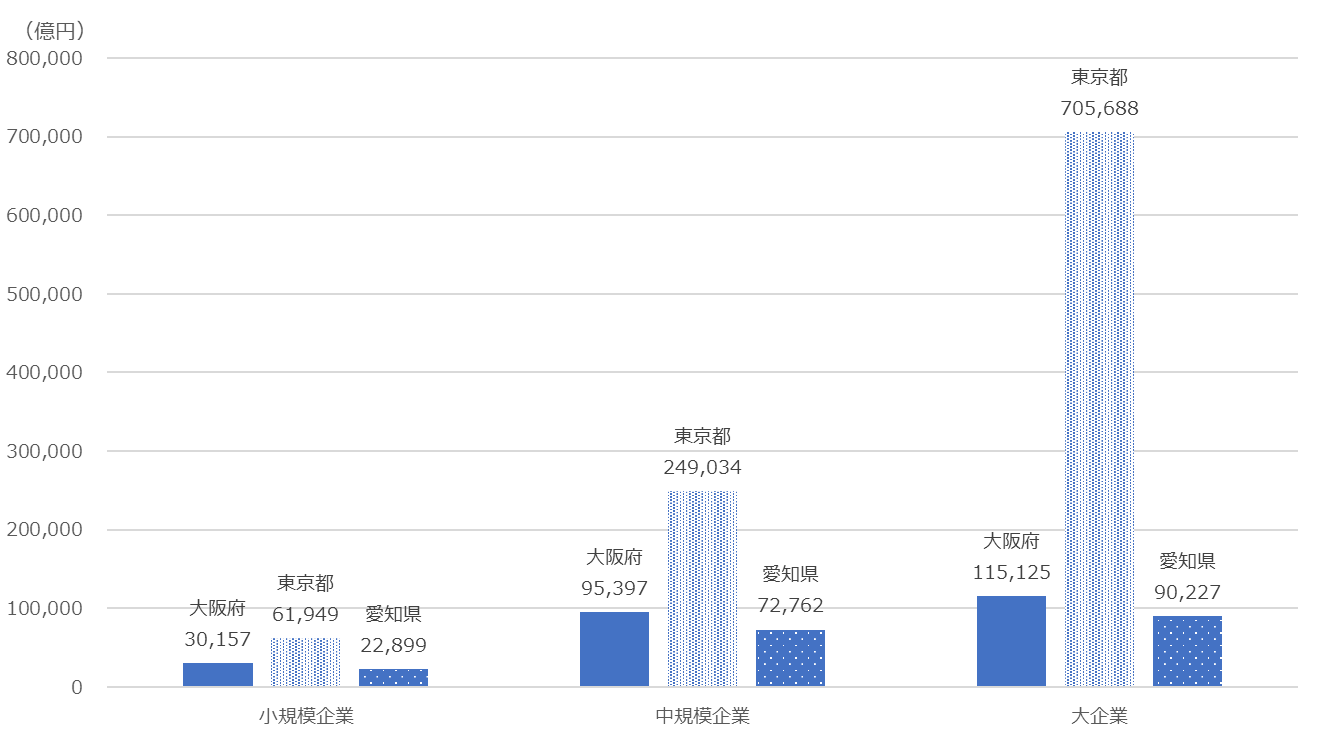 （億円）
800,000
700,000
600,000
500,000
400,000
300,000
200,000
100,000
0
大阪府
30,157
東京都
61,949
愛知県
22,899
大阪府
95,397
東京都
249,034
愛知県
72,762
大阪府
115,125
東京都
705,688
愛知県
90,227
小規模企業
中規模企業
大企業